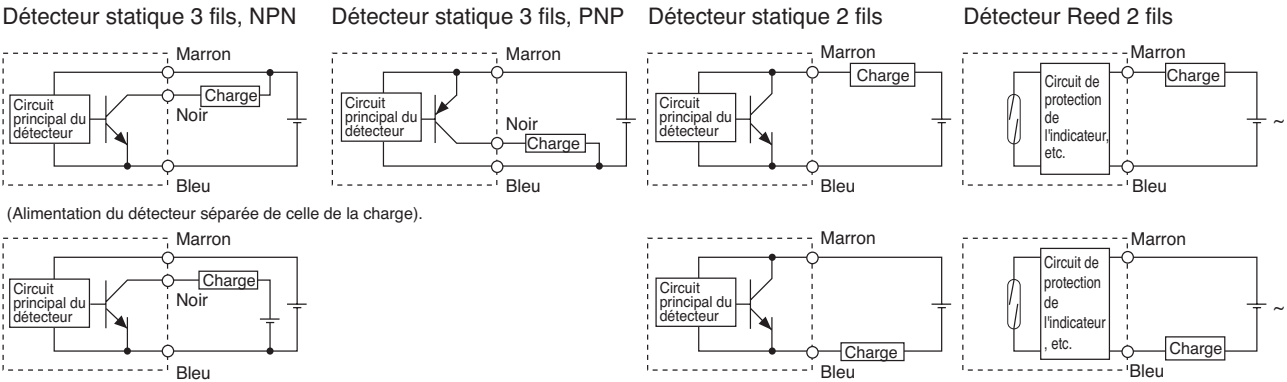 Détecteur statique 3 fils, NPN
Détecteur statique 3 fils, PNP
Détecteur statique 2 fils
Détecteur Reed 2 fils
Marron
Circuit
principal du
détecteur
Charge
Noir
Bleu
Marron
Circuit
principal du
détecteur
Noir
Charge
Bleu
Marron
Charge
Circuit
principal du
détecteur
Bleu
Marron
Charge
Circuit de
protection
de
l'indicateur,
etc.
~
Bleu
(Alimentation du détecteur séparée de celle de la charge).
Marron
Circuit
principal du
détecteur
Charge
Noir
Bleu
Marron
Circuit
principal du
détecteur
Charge
Bleu
Marron
Circuit de
protection
de
l'indicateur
, etc.
~
Charge
Bleu